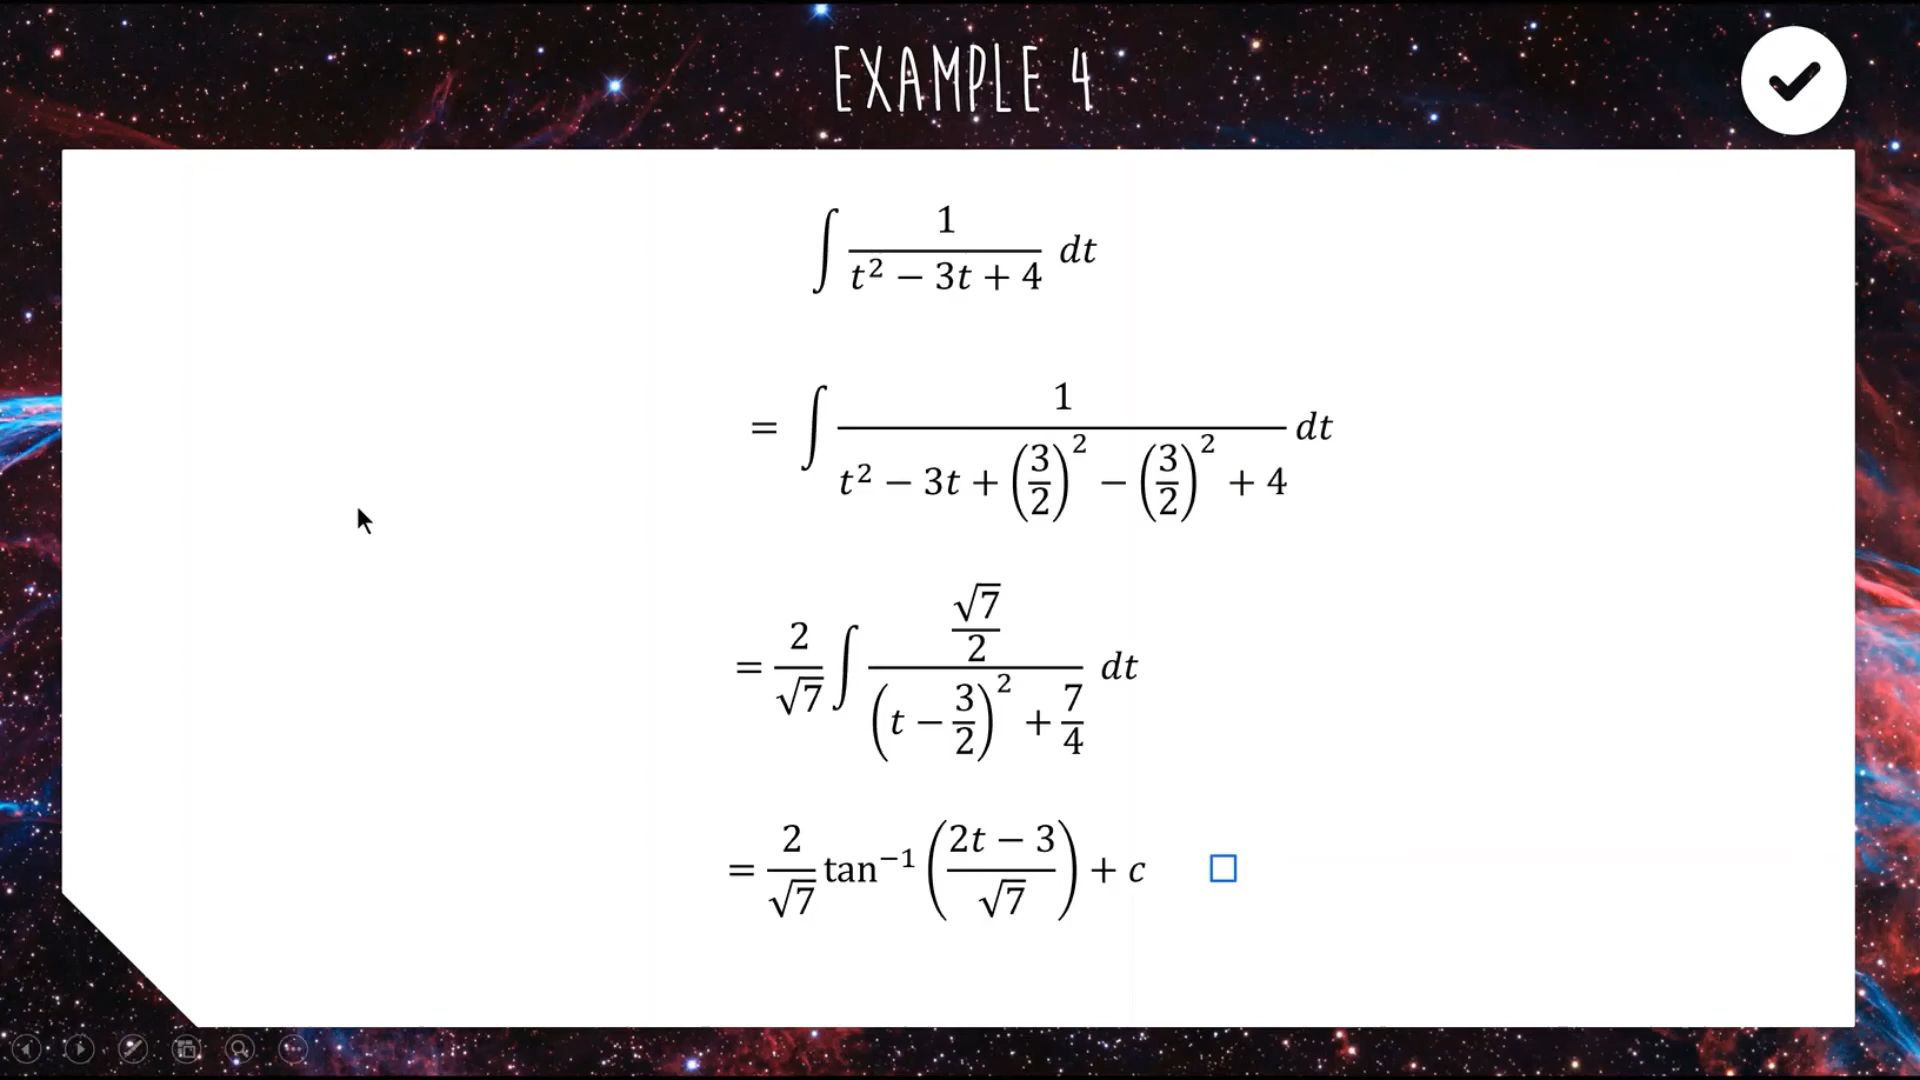 EXAMPLE 4
∫ 1/(t² − 3t + 4) dt
= ∫ 1/(t² − 3t + (3/2)² − (3/2)² + 4) dt
= 2/√7 ∫ (√7/2)/((t − 3/2)² + 7/4) dt
= 2/√7 tan⁻¹((2t − 3)/√7) + c □